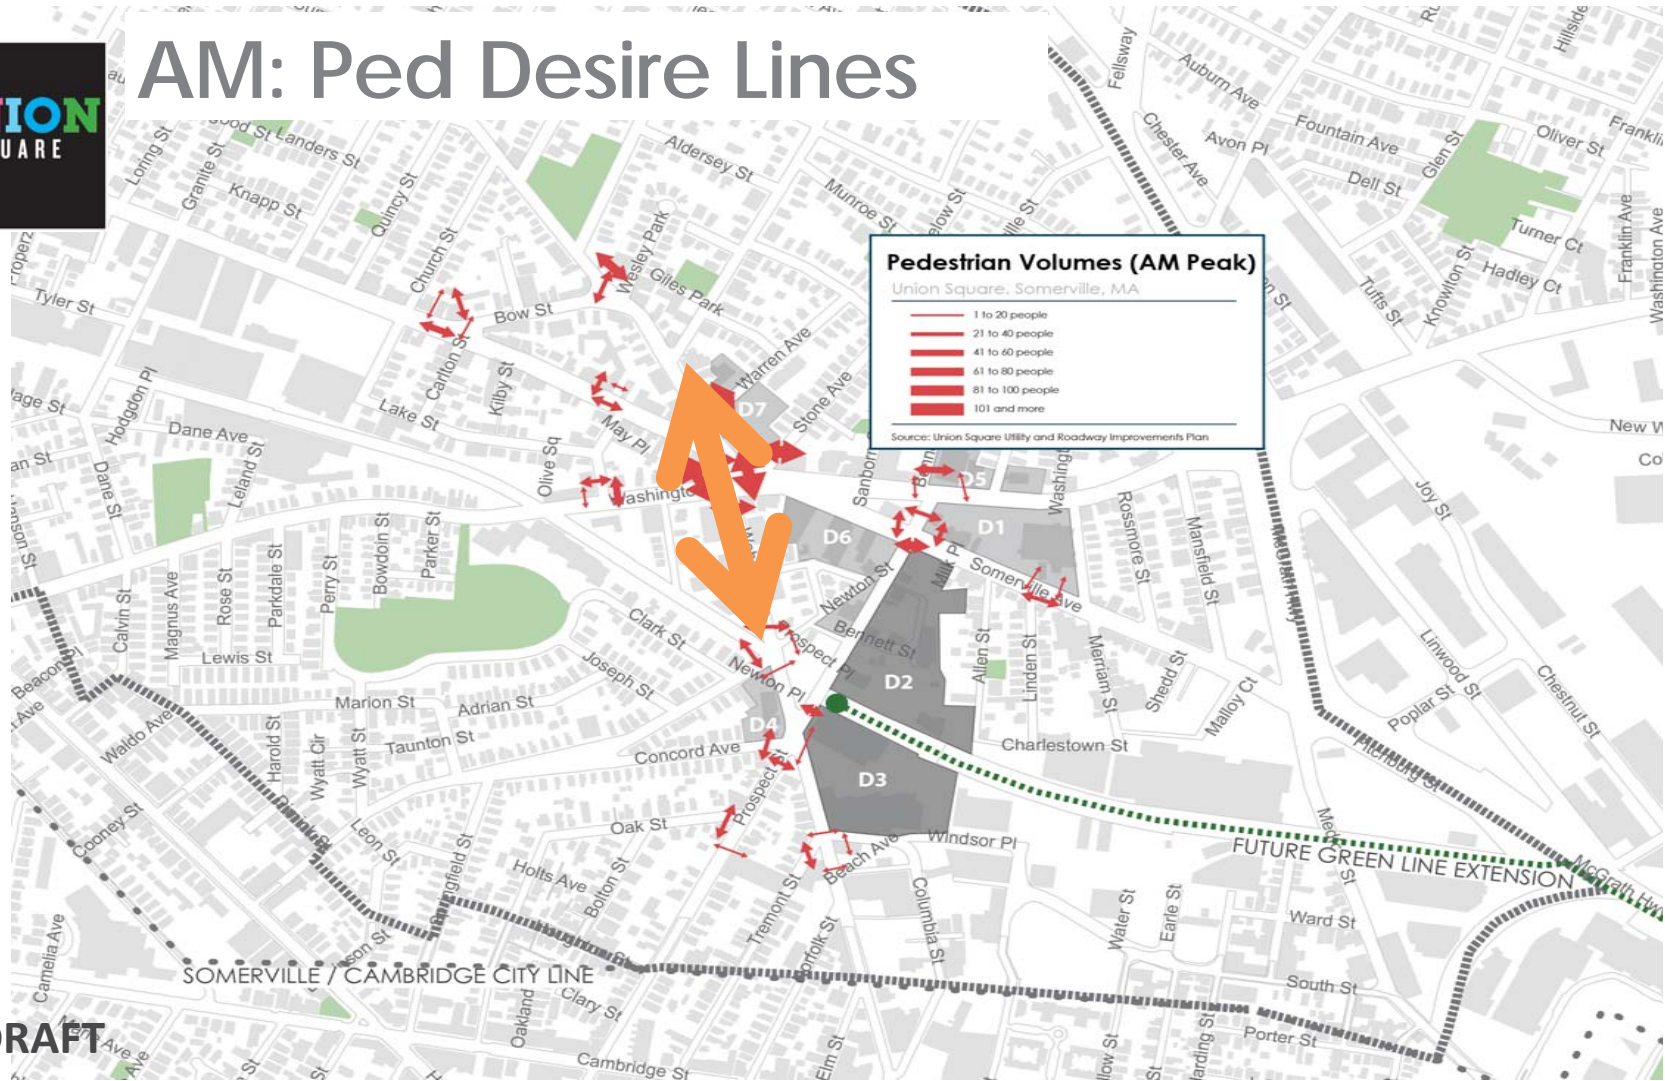 AM: Ped Desire Lines
ION
UARE
Pedestrian Volumes (AM Peak)
Union Square. Somerville, MA
1 to 20 people
21 to 40 people
41 to 60 people
61 to 80 people
81 to 100 people
101 and more
Source: Union Square Utility and Roadway Improvements Plan
Fellsway
Auburn Ave
Hillside
Chester Ave
Avon Pl
Fountain Ave
Glen St
Oliver St
Dell St
Turner Ct
Hadley Ct
Knowlton St
Tufts St
Franklin Ave
Washington Ave
Loring St
Granite St
Landers St
Knapp St
Quincy St
Church St
Aldersey St
Munroe St
Wesley Park
Giles Park
Tyler St
Bow St
Carlton St
Kilby St
Warren Ave
Stone Ave
D7
Lake St
May Pl
Hodgdon Pl
Dane Ave
Dane St
Leland St
Olive Sq
D5
D6
D1
Rossmore St
Mansfield St
Joy St
Calvin St
Magnus Ave
Rose St
Parkdale St
Perry St
Bowdoin St
Parker St
Newton St
Milk Pl
Somerville Ave
Bennett St
Clark St
Prospect Pl
Lewis St
Joseph St
Newton Pl
D2
Allen St
Linden St
Merriam St
Shedd St
Malloy Ct
Linwood St
Poplar St
Chestnut St
Beacon Pl
Waldo Ave
Marion St
Adrian St
D4
Harold St
Wyatt Cir
Wyatt St
Taunton St
Concord Ave
Charlestown St
Fitchburg St
D3
Cooney St
Leon St
Oak St
Prospect St
Windsor Pl
Beach Ave
FUTURE GREEN LINE EXTENSION
McGrath Hwy
Holts Ave
Bolton St
Tremont St
Columbia St
Water St
Earle St
Ward St
Camelia Ave
SOMERVILLE / CAMBRIDGE CITY LINE
Clary St
South St
Oakland
Porter St
Cambridge St
Elm St
DRAFT